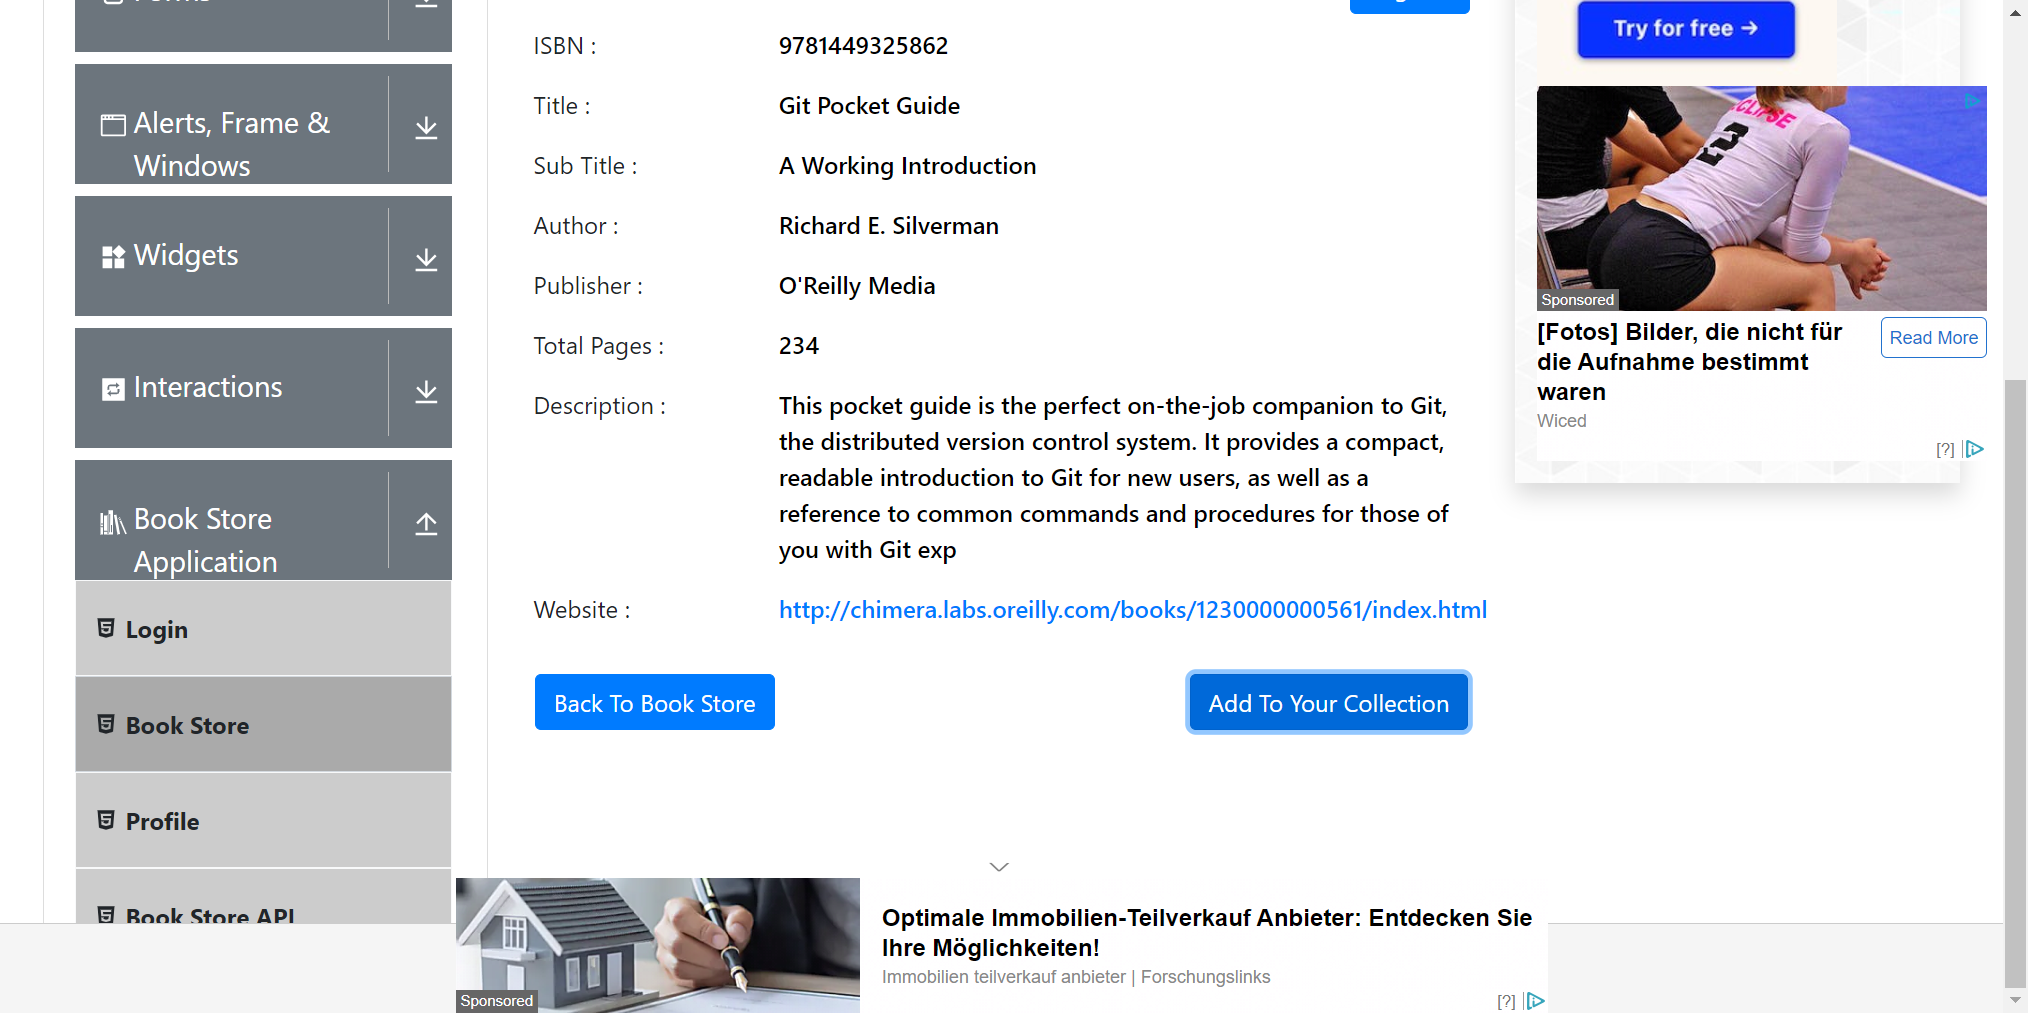 Alerts, Frame &
Windows
Widgets
Interactions
Book Store
Application
Login
Book Store
Profile
Book Store API
ISBN : 9781449325862
Title : Git Pocket Guide
Sub Title : A Working Introduction
Author : Richard E. Silverman
Publisher : O'Reilly Media
Total Pages : 234
Description : This pocket guide is the perfect on-the-job companion to Git,
the distributed version control system. It provides a compact,
readable introduction to Git for new users, as well as a
reference to common commands and procedures for those of
you with Git exp
Website : http://chimera.labs.oreilly.com/books/1230000000561/index.html
Back To Book Store
Add To Your Collection
Try for free →
2
Sponsored
[Fotos] Bilder, die nicht für
die Aufnahme bestimmt
waren
Read More
Wiced
[?]
Optimale Immobilien-Teilverkauf Anbieter: Entdecken Sie
Ihre Möglichkeiten!
Immobilien teilverkauf anbieter | Forschungslinks
Sponsored
[?]